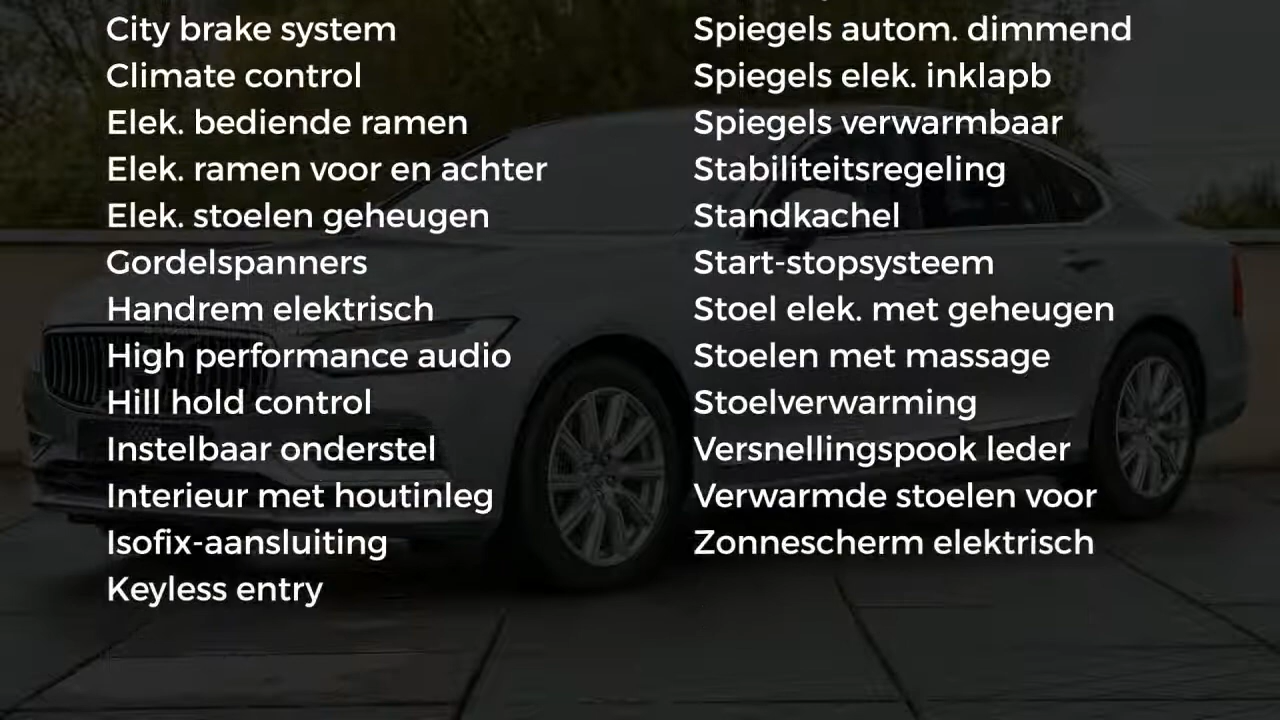 City brake system
Climate control
Elek. bediende ramen
Elek. ramen voor en achter
Elek. stoelen geheugen
Gordelspanners
Handrem elektrisch
High performance audio
Hill hold control
Instelbaar onderstel
Interieur met houtinleg
Isofix-aansluiting
Keyless entry
Spiegels autom. dimmend
Spiegels elek. inklapb
Spiegels verwarmbaar
Stabiliteitsregeling
Standkachel
Start-stopsysteem
Stoel elek. met geheugen
Stoelen met massage
Stoelverwarming
Versnellingspook leder
Verwarmde stoelen voor
Zonnescherm elektrisch